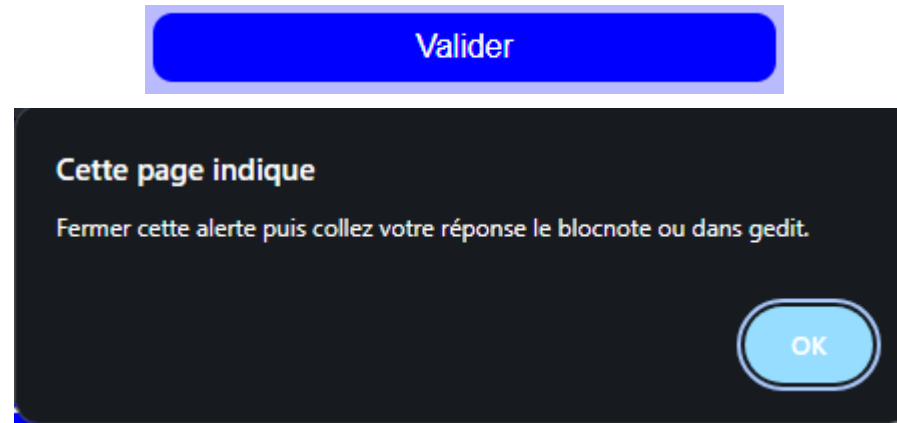 Valider
Cette page indique
Fermer cette alerte puis collez votre réponse le blocnote ou dans gedit.
OK